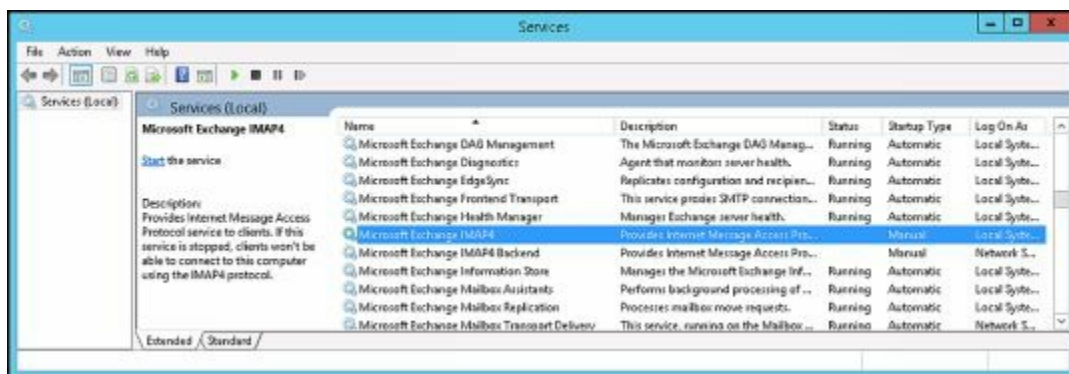 Services
File Action View Help
Services (Local)
Services (Local)
Microsoft Exchange IMAP4
Start the service
Description:
Provides Internet Message Access
Protocol service to clients. If this
service is stopped, clients won't be
able to connect to this computer
using the IMAP4 protocol.
Name Description Status Startup Type Log On As
Microsoft Exchange DAG Management The Microsoft Exchange DAG Manag... Running Automatic Local Syste...
Microsoft Exchange Diagnostics Agent that monitors server health. Running Automatic Local Syste...
Microsoft Exchange EdgeSync Replicates configuration and recipien... Running Automatic Local Syste...
Microsoft Exchange Frontend Transport This service proxies SMTP connection... Running Automatic Local Syste...
Microsoft Exchange Health Manager Manages Exchange server health. Running Automatic Local Syste...
Microsoft Exchange IMAP4 Provides Internet Message Access Pro... Manual Local Syste...
Microsoft Exchange IMAP4 Backend Provides Internet Message Access Pro... Manual Network S...
Microsoft Exchange Information Store Manages the Microsoft Exchange Inf... Running Automatic Local Syste...
Microsoft Exchange Mailbox Assistants Performs background processing of ... Running Automatic Local Syste...
Microsoft Exchange Mailbox Replication Processes mailbox move requests. Running Automatic Local Syste...
Microsoft Exchange Mailbox Transport Delivery This service, running on the Mailbox ... Running Automatic Network S...
Extended Standard